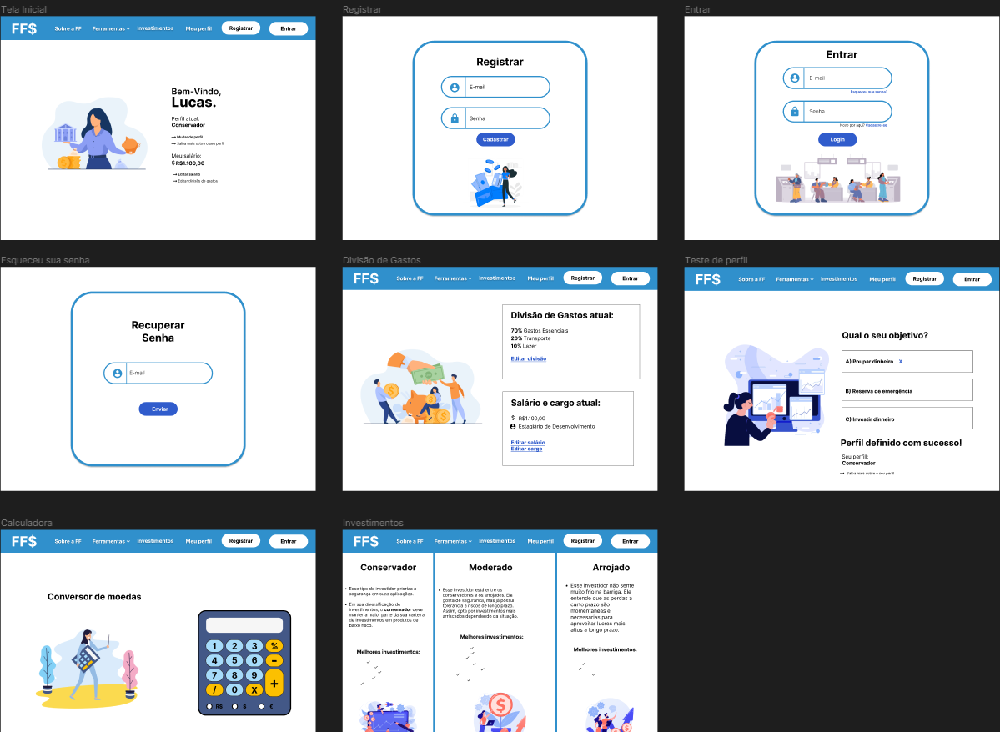 Tela Inicial
FF$
Sobre a FF
Ferramentas
Investimentos
Meu perfil
Registrar
Entrar
Bem-Vindo,
Lucas.
Perfil atual:
Conservador
Mudar de perfil
Saiba mais sobre o seu perfil
Meu salário:
$ R$1.100,00
Editar salário
Editar divisão de gastos
Registrar
Registrar
E-mail
Senha
Cadastrar
Entrar
Entrar
E-mail
Esqueceu sua senha?
Senha
Novo por aqui? Cadastre-se
Login
Esqueceu sua senha
Recuperar
Senha
E-mail
Enviar
Divisão de Gastos
FF$
Sobre a FF
Ferramentas
Investimentos
Meu perfil
Registrar
Entrar
Divisão de Gastos atual:
70% Gastos Essenciais
20% Transporte
10% Lazer
Editar divisão
Salário e cargo atual:
$ R$1.100,00
Estagiário de Desenvolvimento
Editar salário
Editar cargo
Teste de perfil
FF$
Sobre a FF
Ferramentas
Investimentos
Meu perfil
Registrar
Entrar
Qual o seu objetivo?
A) Poupar dinheiro X
B) Reserva de emergência
C) Investir dinheiro
Perfil definido com sucesso!
Seu perfil:
Conservador
Saiba mais sobre o seu perfil
Calculadora
FF$
Sobre a FF
Ferramentas
Investimentos
Meu perfil
Registrar
Entrar
Conversor de moedas
1 2 3 %
4 5 6 -
7 8 9 +
/ 0 X
R$ $ €
Investimentos
FF$
Sobre a FF
Ferramentas
Investimentos
Meu perfil
Registrar
Entrar
Conservador
• Esse tipo de investidor prioriza a
segurança em suas aplicações.
• Em sua diversificação de
investimentos, o conservador deve
manter a maior parte da sua carteira
de investimentos em produtos de
baixo risco.
Melhores investimentos:
Moderado
• Esse investidor está entre os
conservadores e os arrojados. Ele
gosta de segurança, mas já possui
tolerância a riscos de longo prazo.
Assim, opta por investimentos mais
arriscados dependendo da situação.
Melhores investimentos:
Arrojado
• Esse investidor não sente
muito frio na barriga. Ele
entende que as perdas a
curto prazo são
momentâneas e
necessárias para
aproveitar lucros mais
altos a longo prazo.
Melhores investimentos: